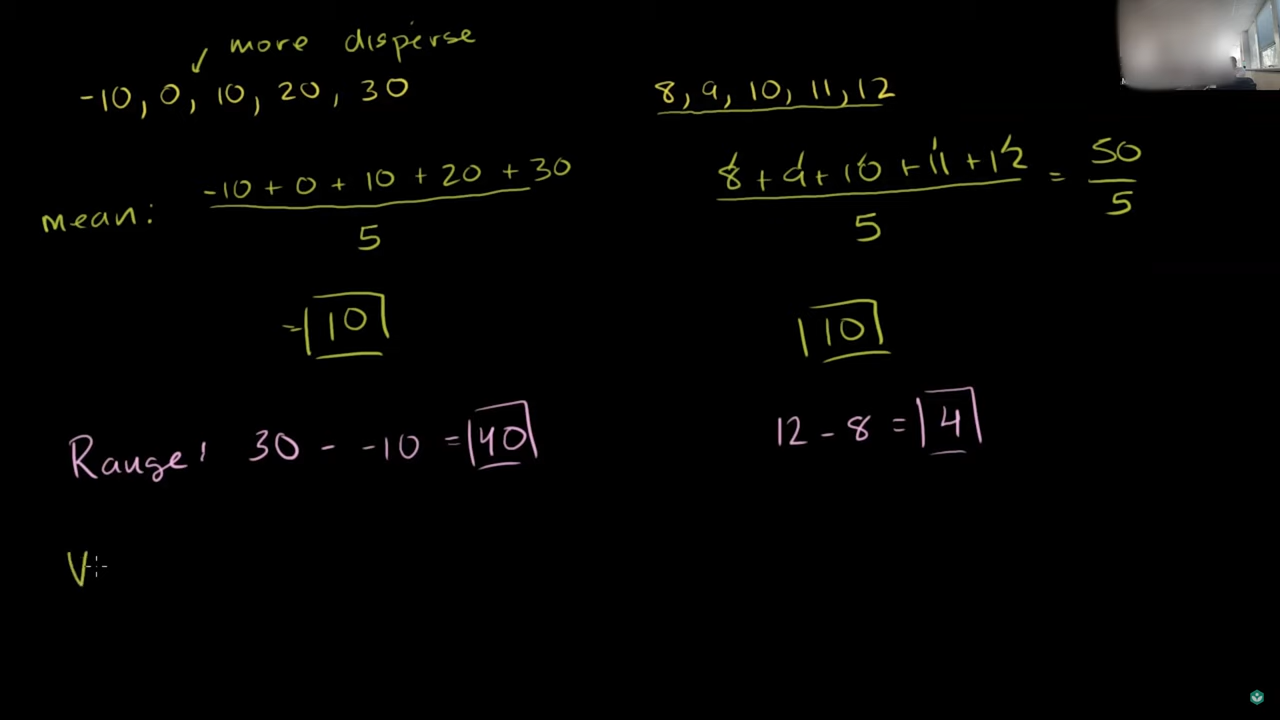 more disperse
-10, 0, 10, 20, 30
8, 9, 10, 11, 12
mean: -10 + 0 + 10 + 20 + 30
5
8 + 9 + 10 + 11 + 12 = 50
5 5
= 10
10
Range: 30 - -10 = 40
12 - 8 = 4
V